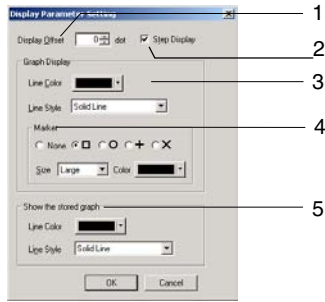 Display Parameter Setting
1
Display Offset 0 dot Step Display
2
Graph Display
Line Color
3
Line Style Solid Line
Marker
4
None
Size Large Color
Show the stored graph
5
Line Color
Line Style Solid Line
OK Cancel